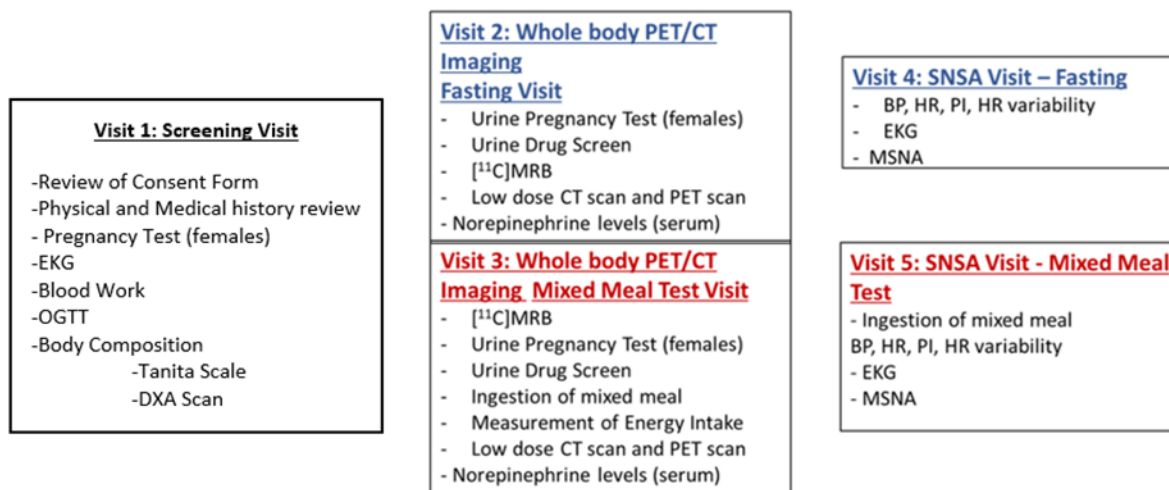 Visit 1: Screening Visit
-Review of Consent Form
-Physical and Medical history review
- Pregnancy Test (females)
-EKG
-Blood Work
-OGTT
-Body Composition
-Tanita Scale
-DXA Scan
Visit 2: Whole body PET/CT
Imaging
Fasting Visit
- Urine Pregnancy Test (females)
- Urine Drug Screen
- [¹¹C]MRB
- Low dose CT scan and PET scan
- Norepinephrine levels (serum)
Visit 3: Whole body PET/CT
Imaging Mixed Meal Test Visit
- [¹¹C]MRB
- Urine Pregnancy Test (females)
- Urine Drug Screen
- Ingestion of mixed meal
- Measurement of Energy Intake
- Low dose CT scan and PET scan
- Norepinephrine levels (serum)
Visit 4: SNSA Visit – Fasting
- BP, HR, PI, HR variability
- EKG
- MSNA
Visit 5: SNSA Visit - Mixed Meal
Test
- Ingestion of mixed meal
BP, HR, PI, HR variability
- EKG
- MSNA